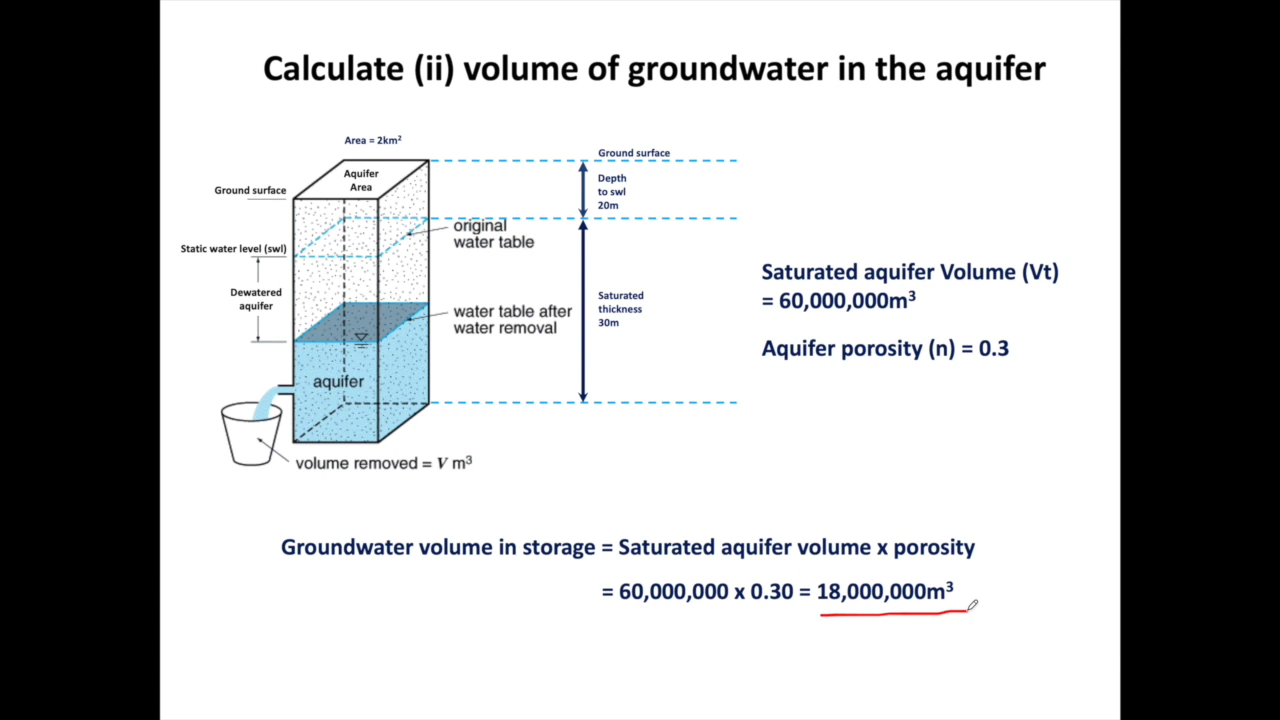 Calculate (ii) volume of groundwater in the aquifer
Area = 2km²
Ground surface
Aquifer
Area
Depth
to swl
20m
Ground surface
original
water table
Static water level (swl)
Saturated aquifer Volume (Vt)
= 60,000,000m³
Dewatered
aquifer
Saturated
thickness
30m
water table after
water removal
Aquifer porosity (n) = 0.3
aquifer
volume removed = V m³
Groundwater volume in storage = Saturated aquifer volume x porosity
= 60,000,000 x 0.30 = 18,000,000m³